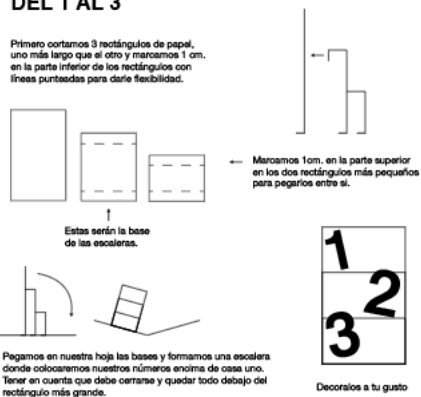 DEL 1 AL 3
Primero cortamos 3 rectángulos de papel,
uno más largo que el otro y marcamos 1 cm.
en la parte inferior de los rectángulos con
líneas punteadas para darle flexibilidad.
Marcamos 1cm. en la parte superior
en los dos rectángulos más pequeños
para pegarlos entre si.
Estas serán la base
de las escaleras.
1
2
3
Pegamos en nuestra hoja las bases y formamos una escalera
donde colocaremos nuestros números encima de casa uno.
Tener en cuenta que debe cerrarse y quedar todo debajo del
rectángulo más grande.
Decoralos a tu gusto